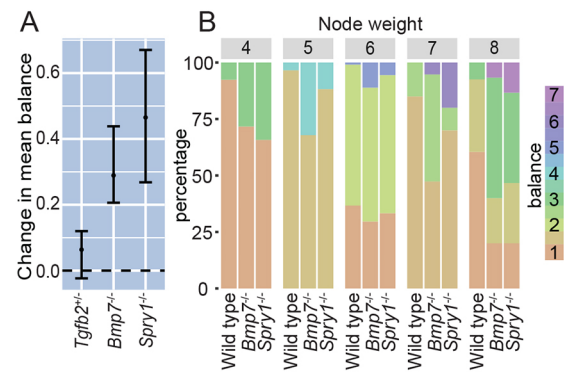 A
B
Node weight
4 5 6 7 8
Change in mean balance
0.6
0.4
0.2
0.0
Tgfb2+/-
Bmp7-/-
Spry1-/-
percentage
100
75
50
25
0
Wild type
Bmp7-/-
Spry1-/-
Wild type
Bmp7-/-
Spry1-/-
Wild type
Bmp7-/-
Spry1-/-
Wild type
Bmp7-/-
Spry1-/-
Wild type
Bmp7-/-
Spry1-/-
balance
7
6
5
4
3
2
1